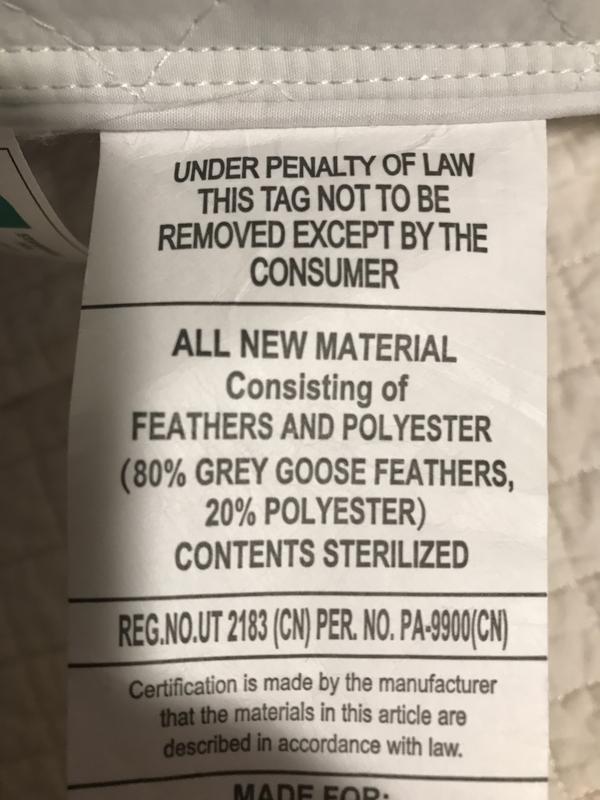 UNDER PENALTY OF LAW
THIS TAG NOT TO BE
REMOVED EXCEPT BY THE
CONSUMER
ALL NEW MATERIAL
Consisting of
FEATHERS AND POLYESTER
(80% GREY GOOSE FEATHERS,
20% POLYESTER)
CONTENTS STERILIZED
REG.NO.UT 2183 (CN) PER. NO. PA-9900(CN)
Certification is made by the manufacturer
that the materials in this article are
described in accordance with law.
MADE FOR: